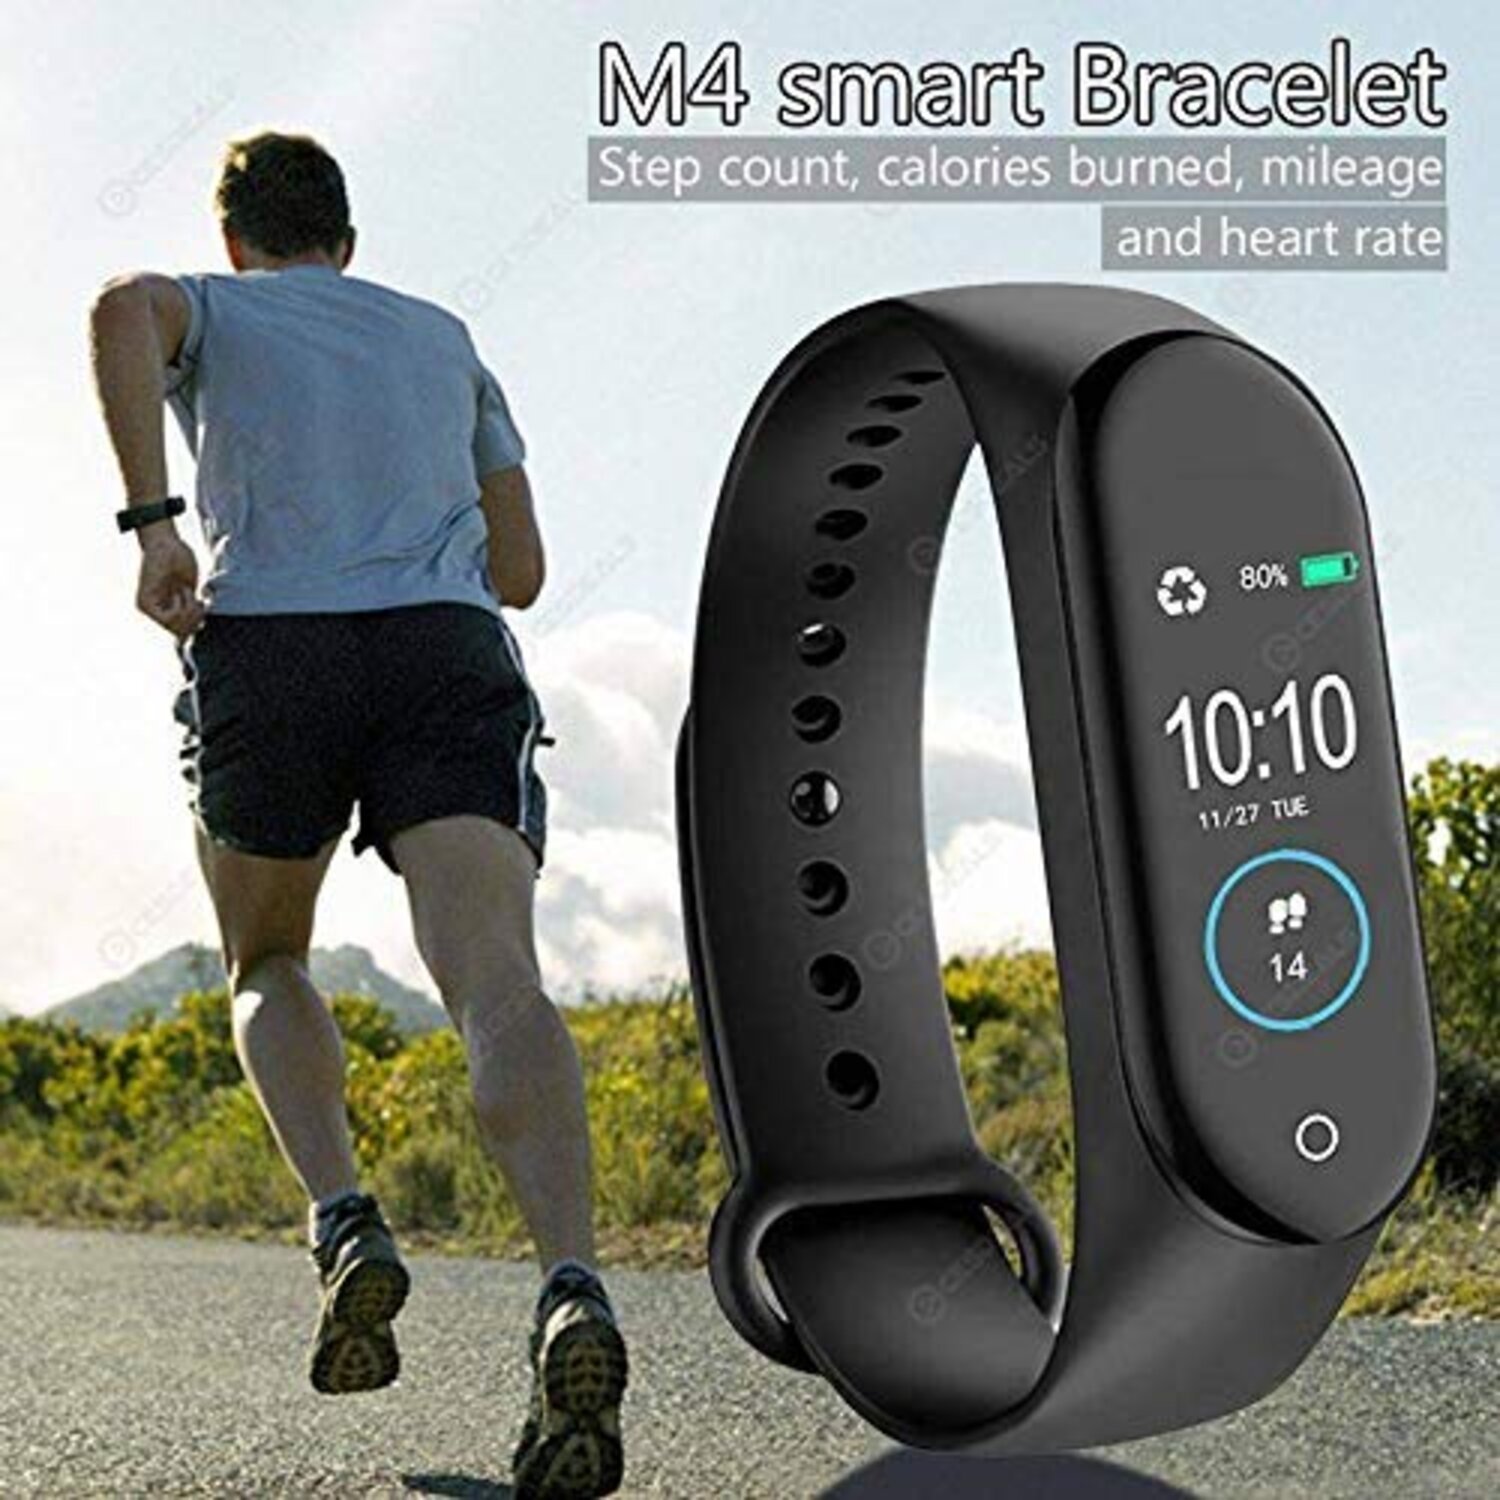 M4 smart Bracelet
Step count, calories burned, mileage
and heart rate
80%
10:10
11/27 TUE
14